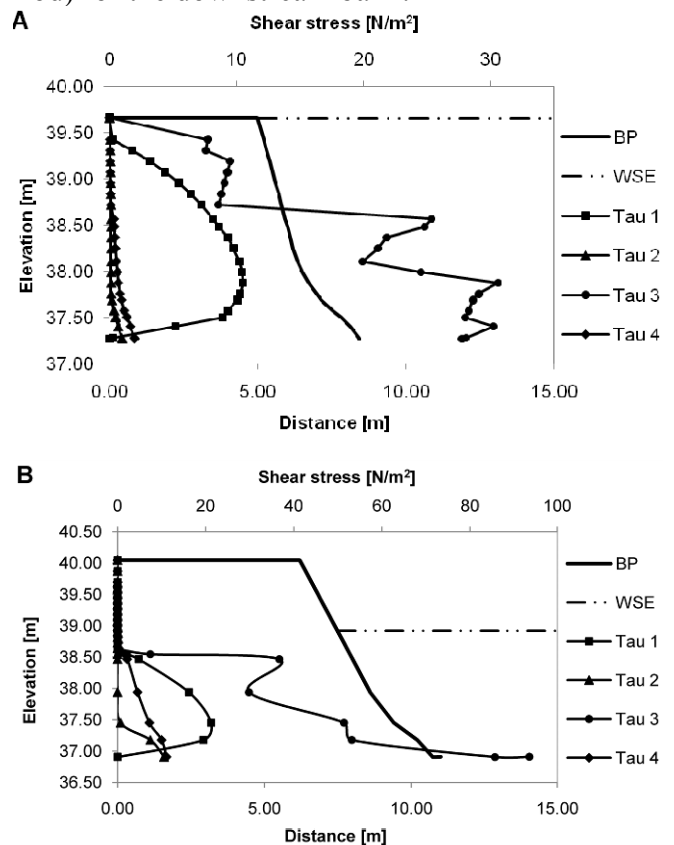 A
Shear stress [N/m²]
0 10 20 30
40.00
39.50
39.00
38.50
38.00
37.50
37.00
Elevation [m]
0.00 5.00 10.00 15.00
Distance [m]
BP
WSE
Tau 1
Tau 2
Tau 3
Tau 4
B
Shear stress [N/m²]
0 20 40 60 80 100
40.50
40.00
39.50
39.00
38.50
38.00
37.50
37.00
36.50
Elevation [m]
0.00 5.00 10.00 15.00
Distance [m]
BP
WSE
Tau 1
Tau 2
Tau 3
Tau 4